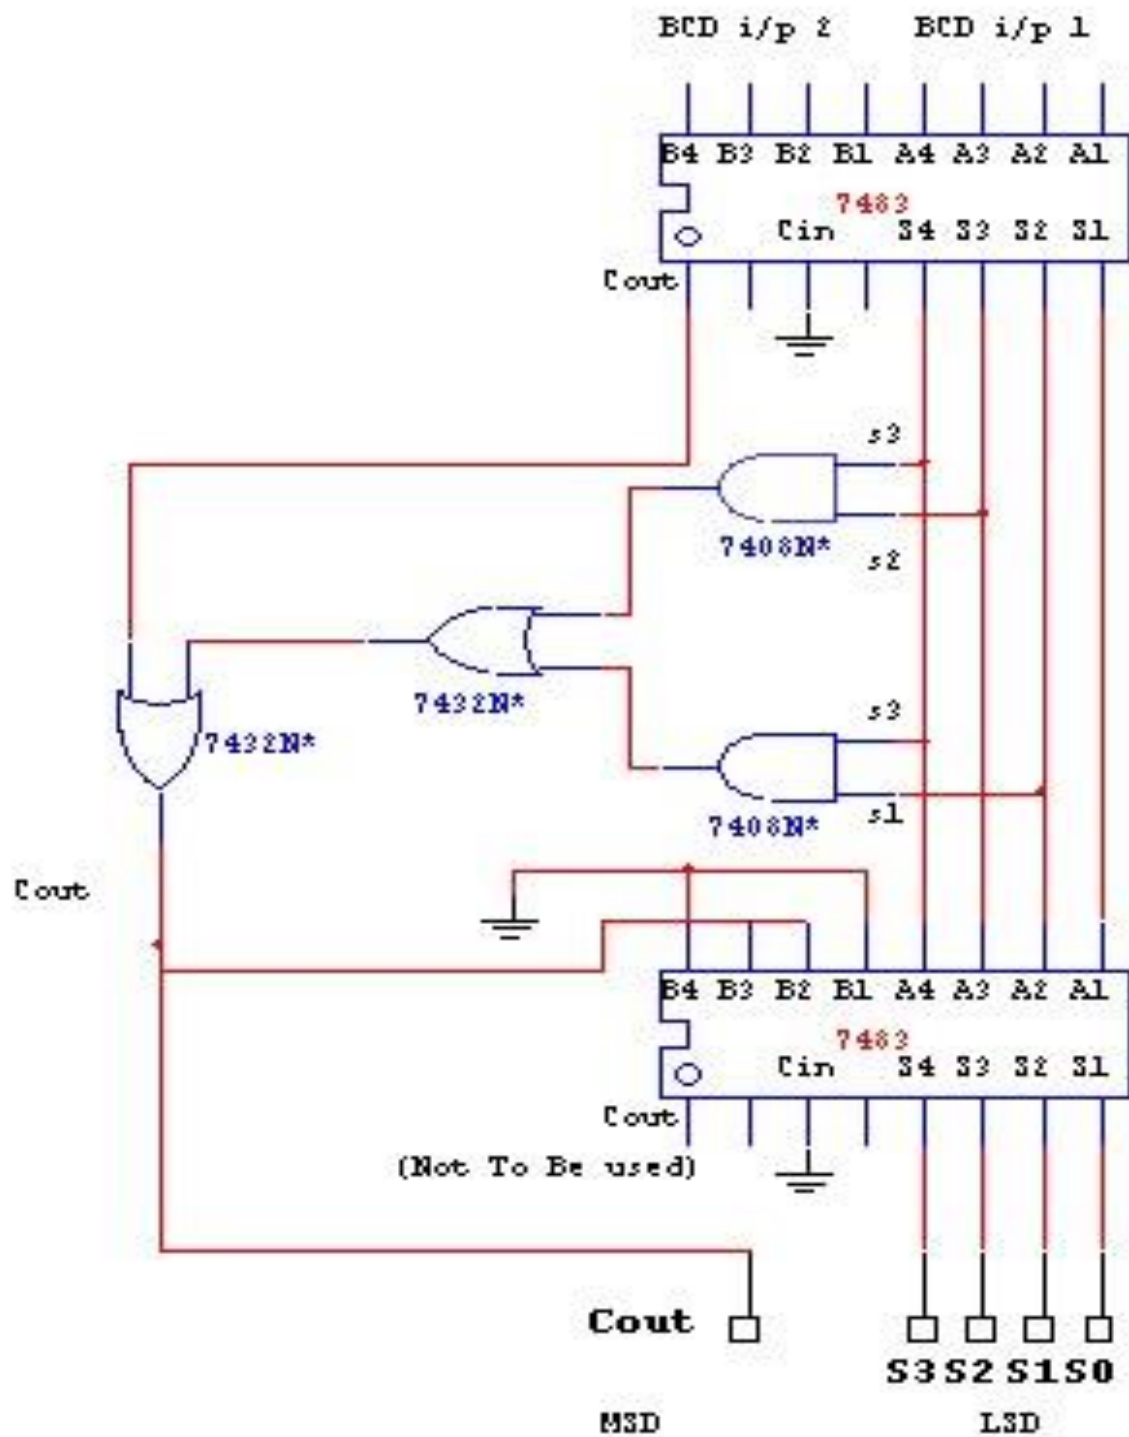 BCD i/p 2 BCD i/p 1
B4 B3 B2 B1 A4 A3 A2 A1
7483
Cin S4 S3 S2 S1
Cout
s3
7408N*
s2
7432N*
s3
7432N*
s1
7408N*
Cout
B4 B3 B2 B1 A4 A3 A2 A1
7483
Cin S4 S3 S2 S1
Cout
(Not To Be used)
Cout
S3 S2 S1 S0
MSD LSD